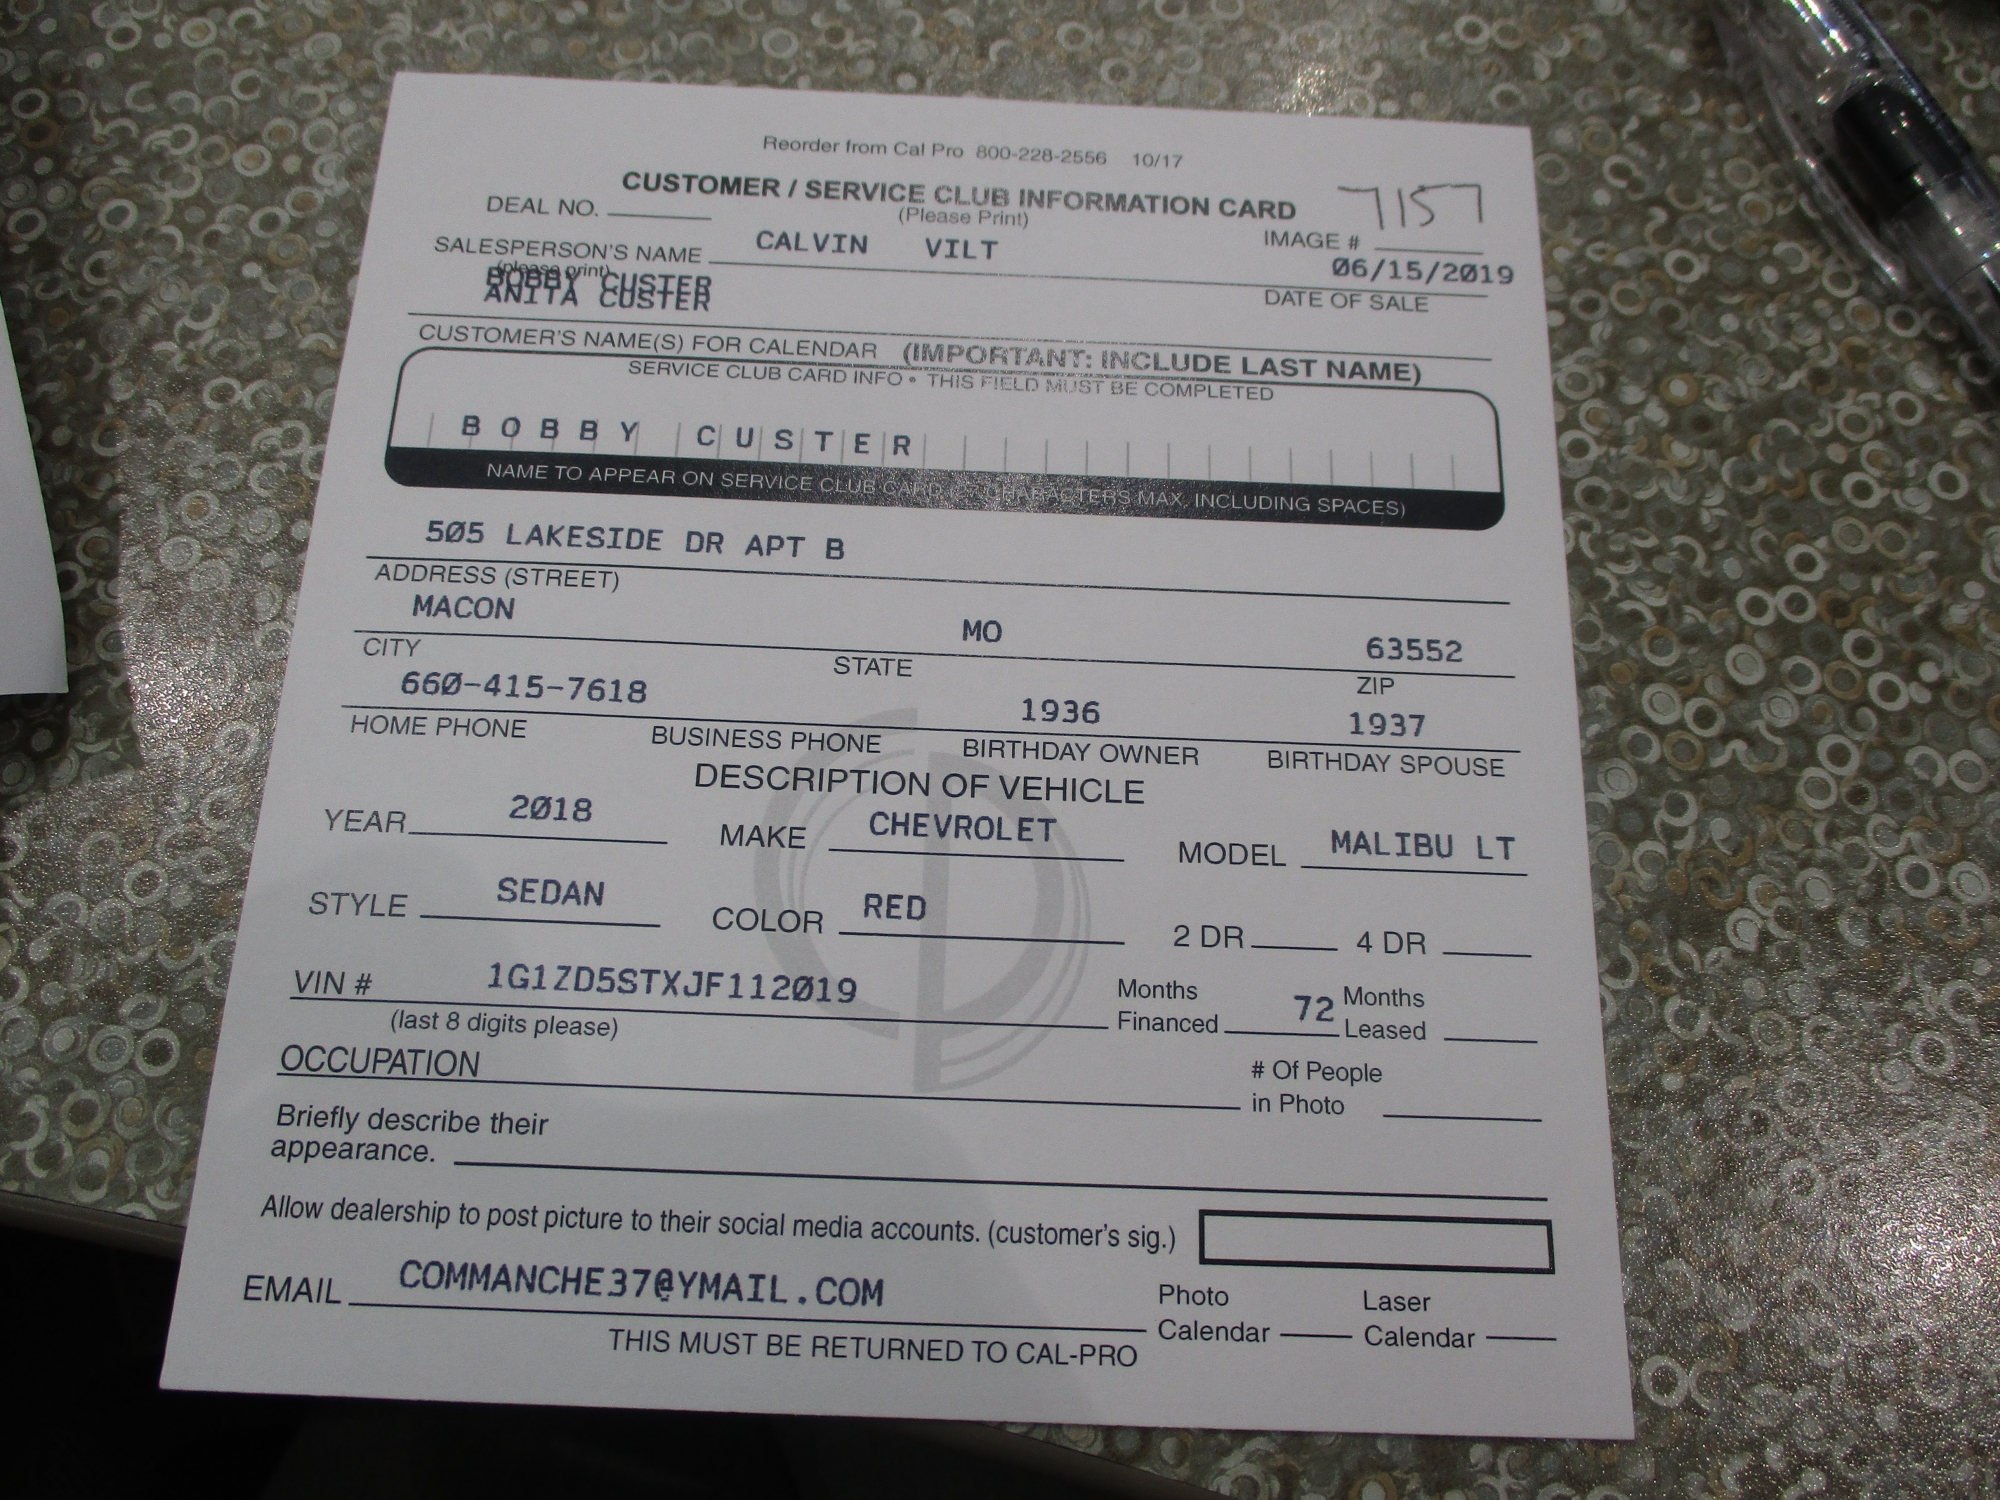 Reorder from Cal Pro 800-228-2556 10/17
CUSTOMER / SERVICE CLUB INFORMATION CARD 7157
DEAL NO. (Please Print) IMAGE #
SALESPERSON'S NAME CALVIN VILT 06/15/2019
(please print) DATE OF SALE
BOBBY CUSTER
ANITA CUSTER
CUSTOMER'S NAME(S) FOR CALENDAR (IMPORTANT: INCLUDE LAST NAME)
SERVICE CLUB CARD INFO • THIS FIELD MUST BE COMPLETED
BOBBY CUSTER
NAME TO APPEAR ON SERVICE CLUB CARD CHARACTERS MAX, INCLUDING SPACES)
505 LAKESIDE DR APT B
ADDRESS (STREET)
MACON MO 63552
CITY STATE ZIP
660-415-7618 1936 1937
HOME PHONE BUSINESS PHONE BIRTHDAY OWNER BIRTHDAY SPOUSE
DESCRIPTION OF VEHICLE
YEAR 2018 MAKE CHEVROLET MODEL MALIBU LT
STYLE SEDAN COLOR RED 2 DR 4 DR
VIN # 1G1ZD5STXJF112019 Months Financed 72 Months Leased
(last 8 digits please)
OCCUPATION # Of People in Photo
Briefly describe their
appearance.
Allow dealership to post picture to their social media accounts. (customer's sig.)
EMAIL COMMANCHE37@YMAIL.COM Photo Calendar Laser Calendar
THIS MUST BE RETURNED TO CAL-PRO